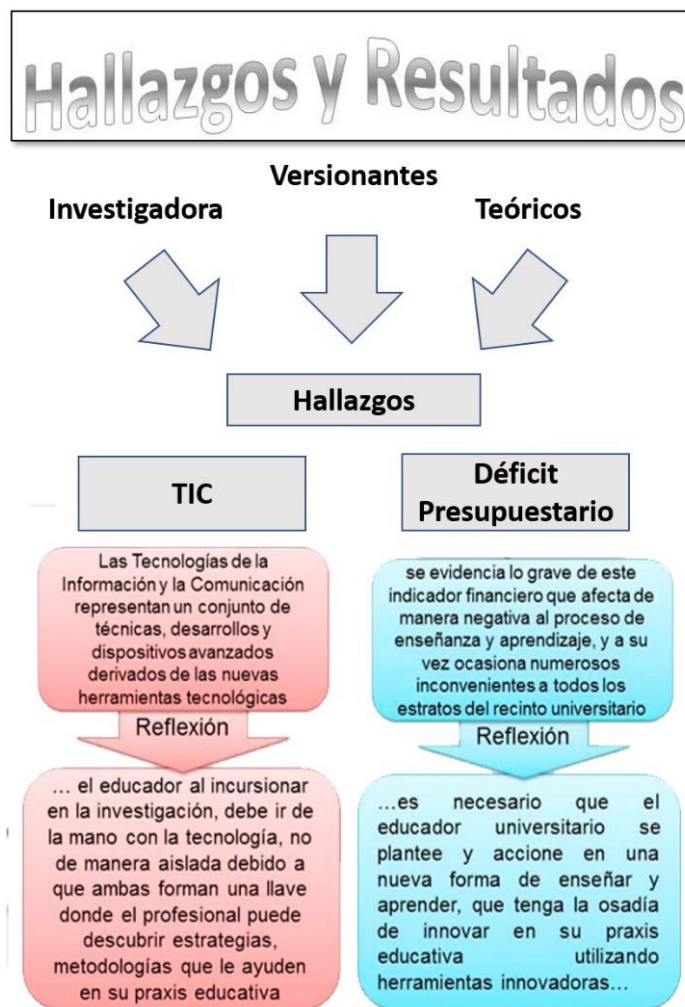 Hallazgos y Resultados
Versionantes
Investigadora
Teóricos
Hallazgos
TIC
Las Tecnologías de la
Información y la Comunicación
representan un conjunto de
técnicas, desarrollos y
dispositivos avanzados
derivados de las nuevas
herramientas tecnológicas
Reflexión
... el educador al incursionar
en la investigación, debe ir de
la mano con la tecnología, no
de manera aislada debido a
que ambas forman una llave
donde el profesional puede
descubrir estrategias,
metodologías que le ayuden
en su praxis educativa
Déficit
Presupuestario
se evidencia lo grave de este
indicador financiero que afecta de
manera negativa al proceso de
enseñanza y aprendizaje, y a su
vez ocasiona numerosos
inconvenientes a todos los
estratos del recinto universitario
Reflexión
...es necesario que el
educador universitario se
plantee y accione en una
nueva forma de enseñar y
aprender, que tenga la osadía
de innovar en su praxis
educativa utilizando
herramientas innovadoras...